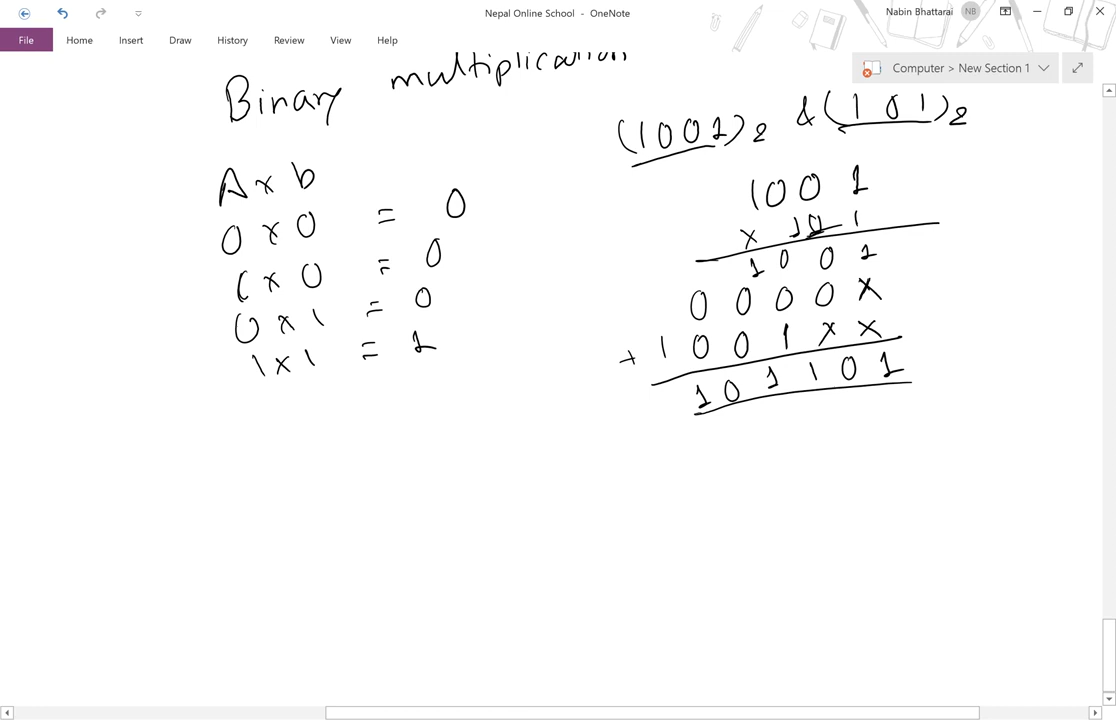 Nepal Online School - OneNote
Nabin Bhattarai NB
File Home Insert Draw History Review View Help
Computer > New Section 1
Binary multiplication
A x b
0 x 0 = 0
1 x 0 = 0
0 x 1 = 0
1 x 1 = 1
(1001)2 & (101)2
1001
x 101
1001
0000x
+ 1001xx
101101